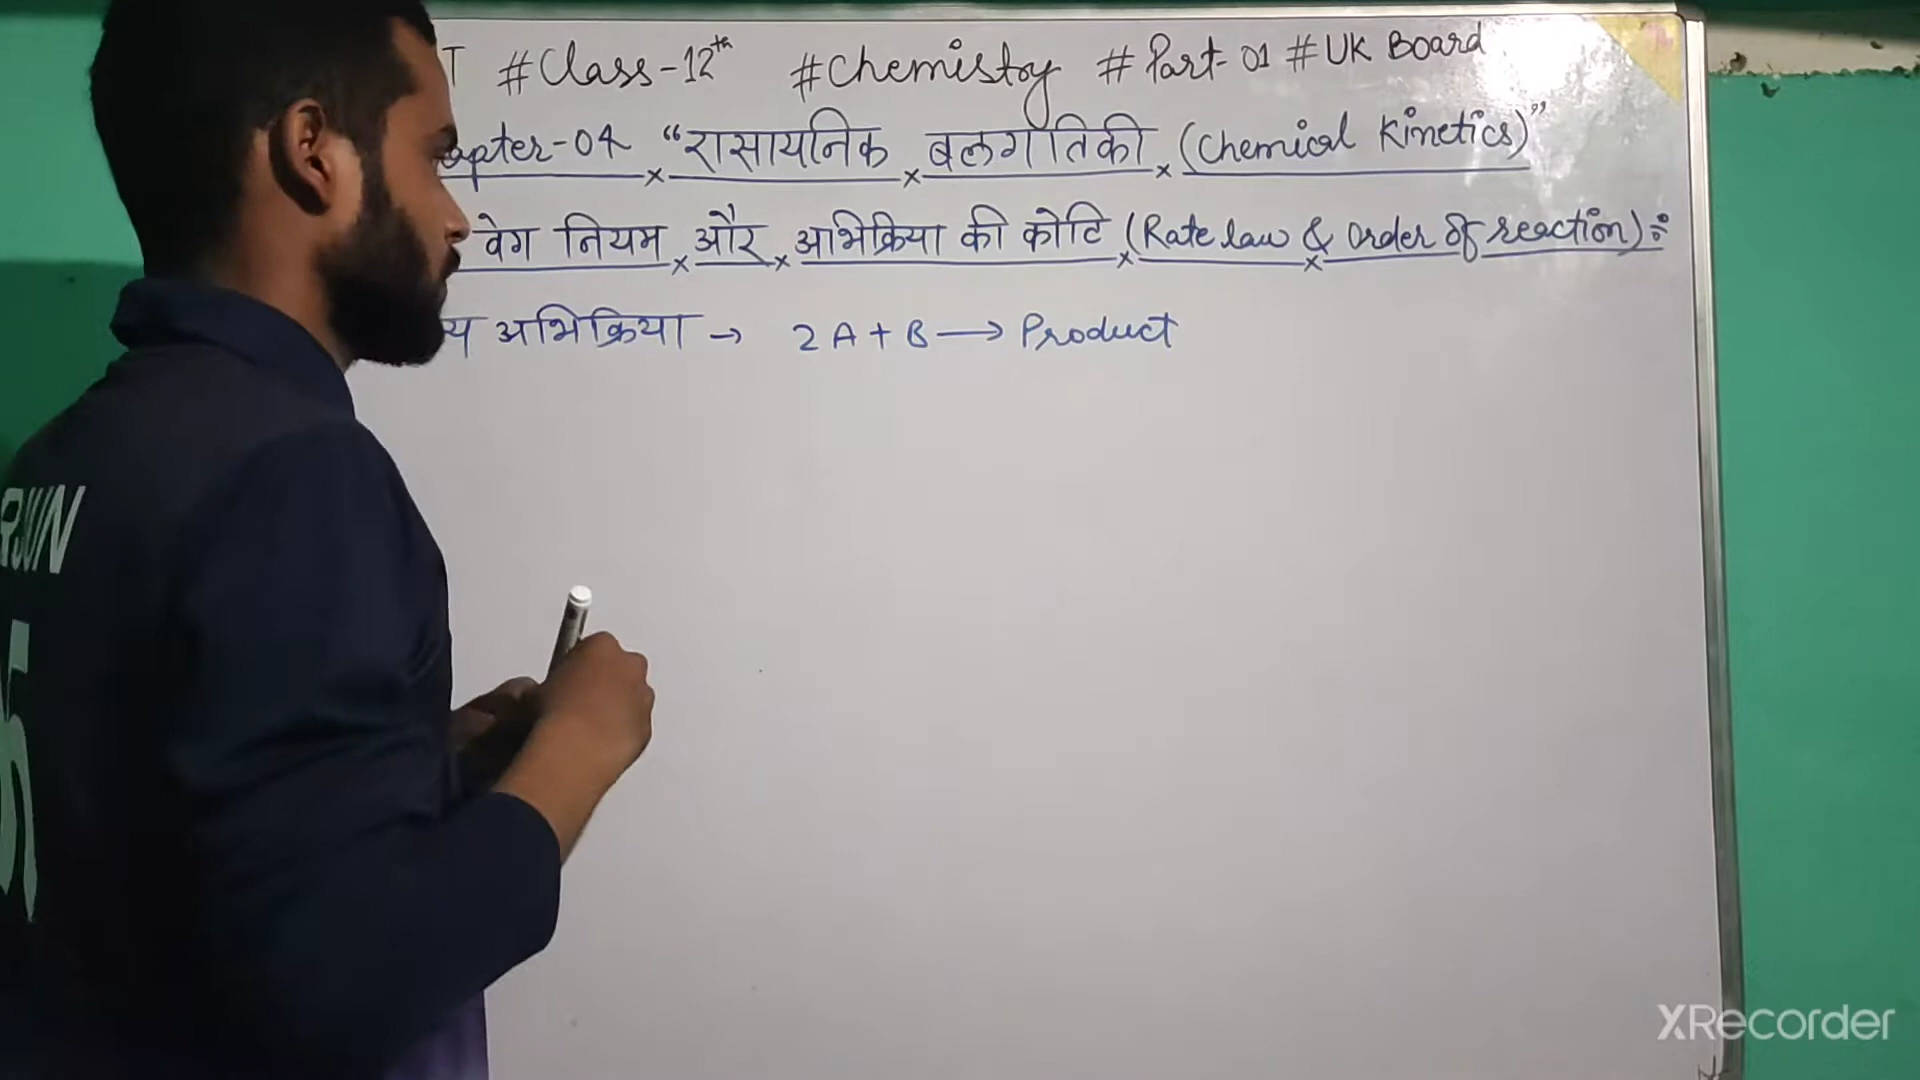 T #Class-12th #Chemistry #Part-01 #UK Board
apter-04 “रासायनिक बलगतिकी (Chemical Kinetics)”
वेग नियम और अभिक्रिया की कोटि (Rate law & Order of reaction) :
य अभिक्रिया → 2A + B → Product
RJUN
XRecorder